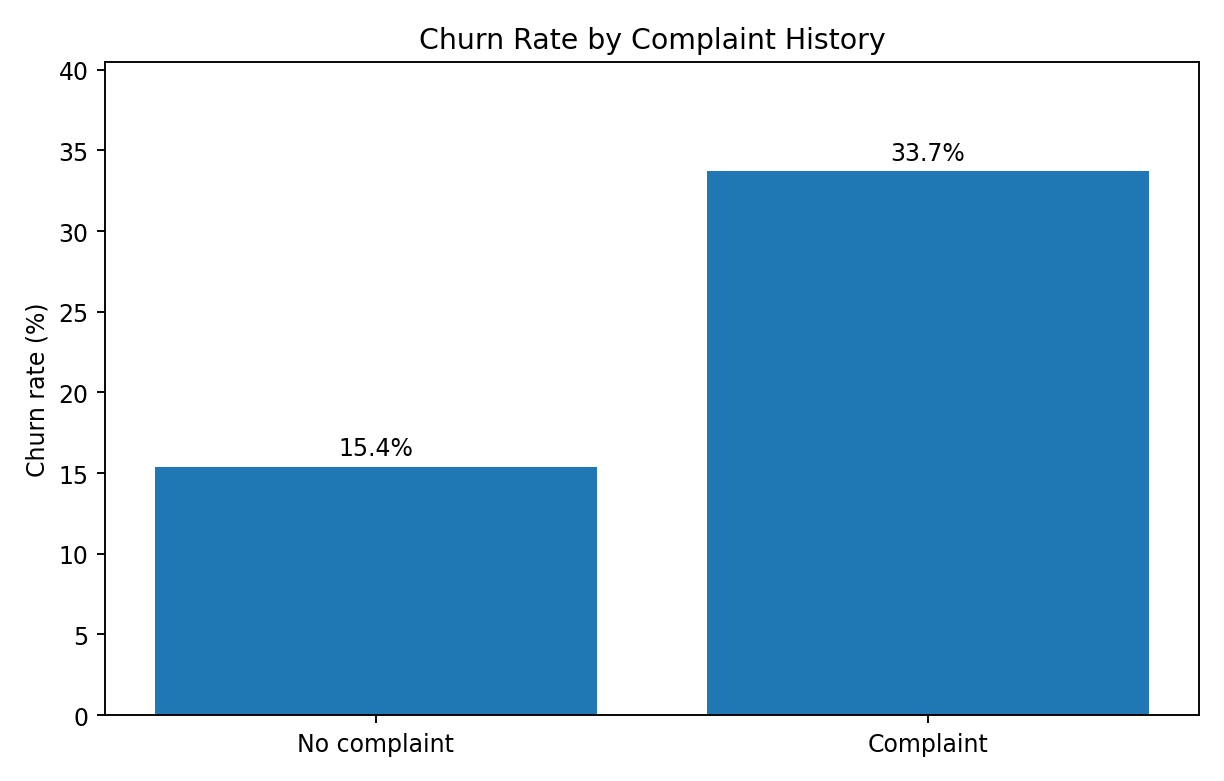 Churn Rate by Complaint History
Churn rate (%)
40
35
30
25
20
15
10
5
0
15.4%
33.7%
No complaint
Complaint